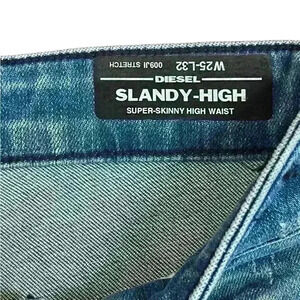 W25-L32
009JI STRETCH
DIESEL
SLANDY-HIGH
SUPER-SKINNY HIGH WAIST